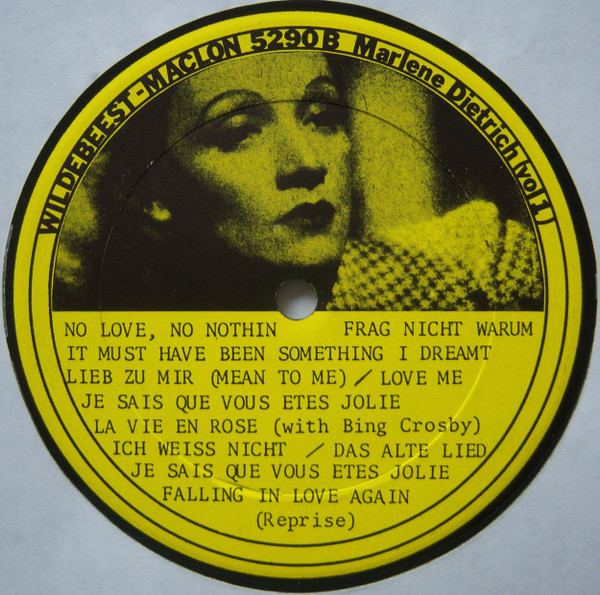 WILDEBEEST-MACLON 5290B Marlene Dietrich (vol 1)
NO LOVE, NO NOTHIN FRAG NICHT WARUM
IT MUST HAVE BEEN SOMETHING I DREAMT
LIEB ZU MIR (MEAN TO ME) / LOVE ME
JE SAIS QUE VOUS ETES JOLIE
LA VIE EN ROSE (with Bing Crosby)
ICH WEISS NICHT / DAS ALTE LIED
JE SAIS QUE VOUS ETES JOLIE
FALLING IN LOVE AGAIN
(Reprise)